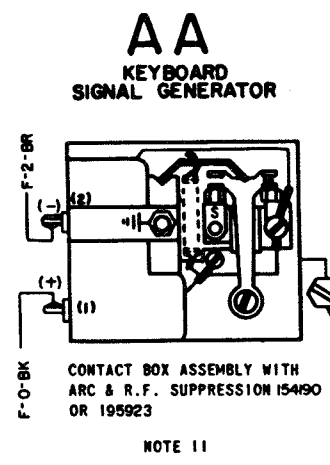 AA
KEYBOARD
SIGNAL GENERATOR
F-2-BR
(-)
(2)
S
(+)
(1)
F-0-BK
CONTACT BOX ASSEMBLY WITH
ARC & R.F. SUPPRESSION 154190
OR 195923
NOTE 11